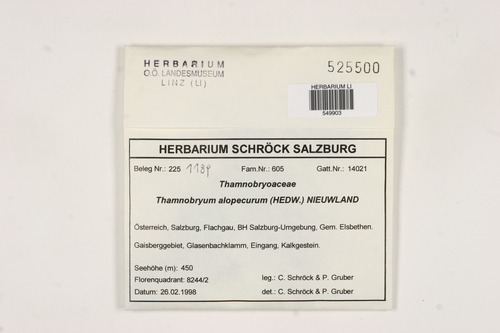 HERBARIUM
O.Ö. LANDESMUSEUM
LINZ (LI)
525500
HERBARIUM LI
549903
HERBARIUM SCHRÖCK SALZBURG
Beleg Nr.: 225 1139 Fam.Nr.: 605 Gatt.Nr.: 14021
Thamnobryoaceae
Thamnobryum alopecurum (HEDW.) NIEUWLAND
Österreich, Salzburg, Flachgau, BH Salzburg-Umgebung, Gem. Elsbethen.
Gaisberggebiet, Glasenbachklamm, Eingang, Kalkgestein.
Seehöhe (m): 450
Florenquadrant: 8244/2 leg.: C. Schröck & P. Gruber
Datum: 26.02.1998 det.: C. Schröck & P. Gruber